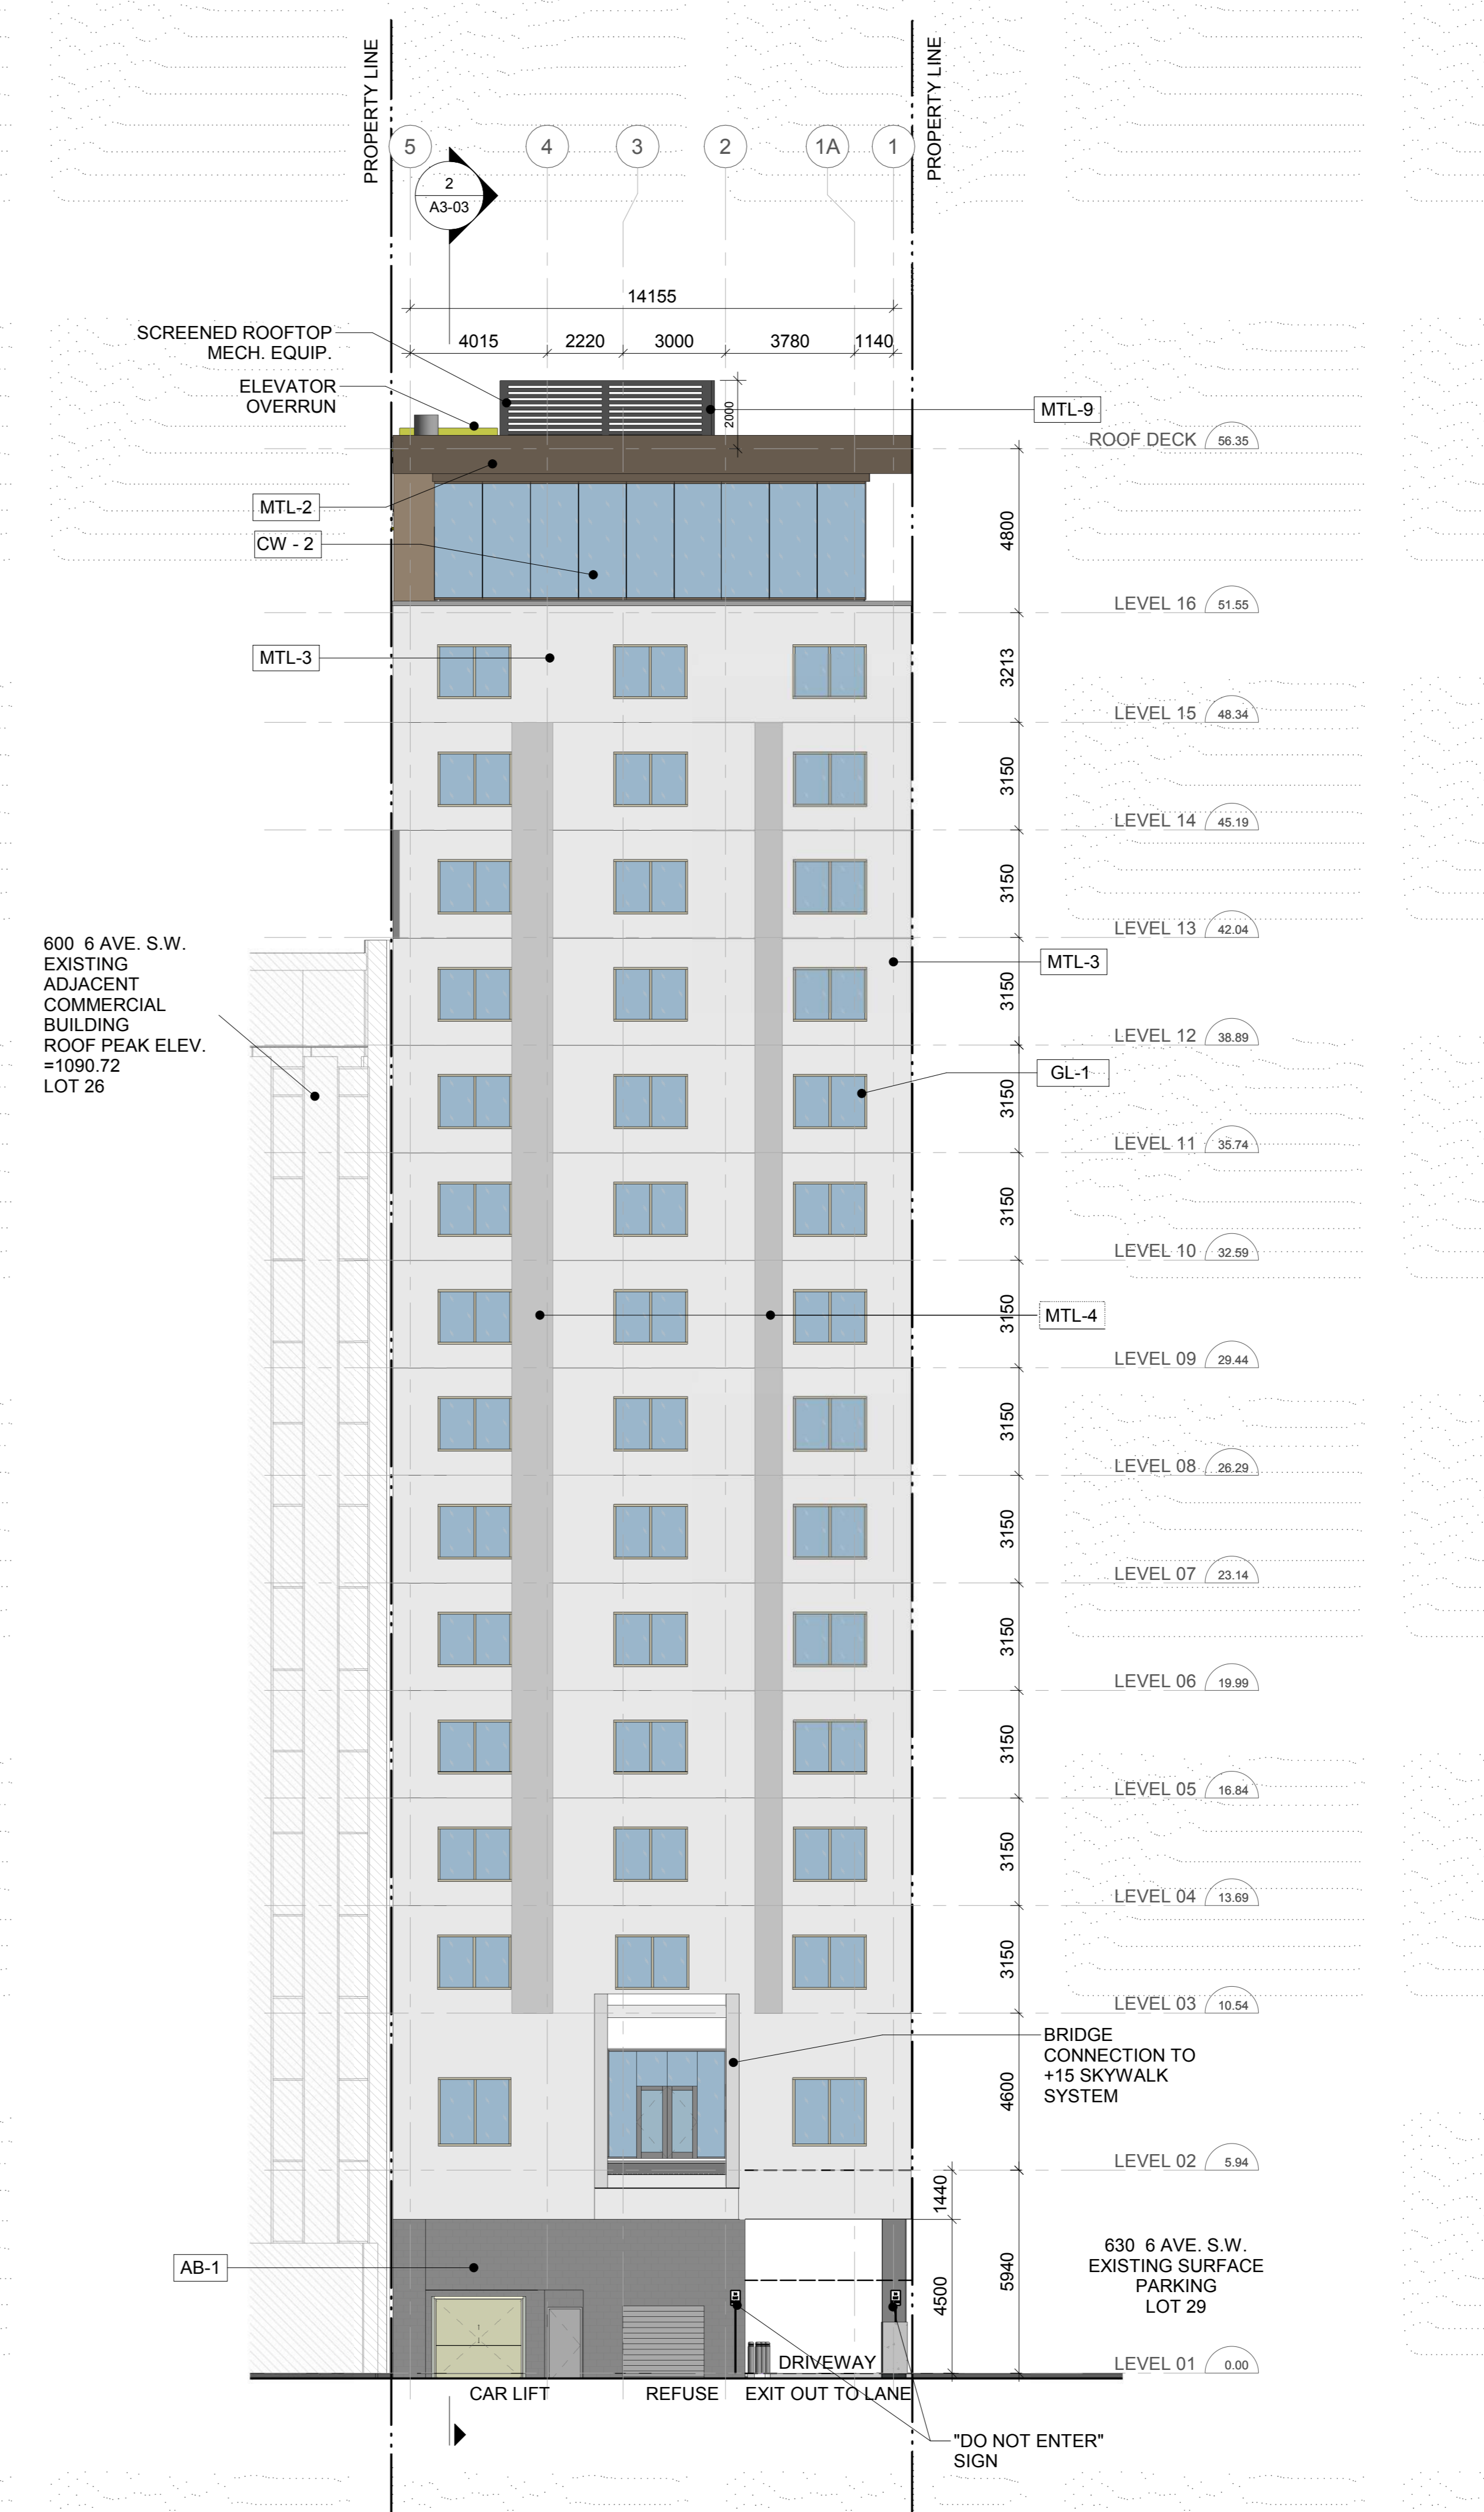 PROPERTY LINE
PROPERTY LINE
5
4
3
2
1A
1
2
A3-03
14155
4015
2220
3000
3780
1140
SCREENED ROOFTOP
MECH. EQUIP.
ELEVATOR
OVERRUN
2000
MTL-9
ROOF DECK 56.35
MTL-2
CW - 2
4800
LEVEL 16 51.55
MTL-3
3213
LEVEL 15 48.34
3150
LEVEL 14 45.19
3150
LEVEL 13 42.04
600 6 AVE. S.W.
EXISTING
ADJACENT
COMMERCIAL
BUILDING
ROOF PEAK ELEV.
=1090.72
LOT 26
MTL-3
3150
LEVEL 12 38.89
GL-1
3150
LEVEL 11 35.74
3150
LEVEL 10 32.59
3150
MTL-4
LEVEL 09 29.44
3150
LEVEL 08 26.29
3150
LEVEL 07 23.14
3150
LEVEL 06 19.99
3150
LEVEL 05 16.84
3150
LEVEL 04 13.69
3150
LEVEL 03 10.54
BRIDGE
CONNECTION TO
+15 SKYWALK
SYSTEM
4600
LEVEL 02 5.94
1440
AB-1
4500
5940
630 6 AVE. S.W.
EXISTING SURFACE
PARKING
LOT 29
DRIVEWAY
LEVEL 01 0.00
CAR LIFT
REFUSE
EXIT OUT TO LANE
"DO NOT ENTER"
SIGN